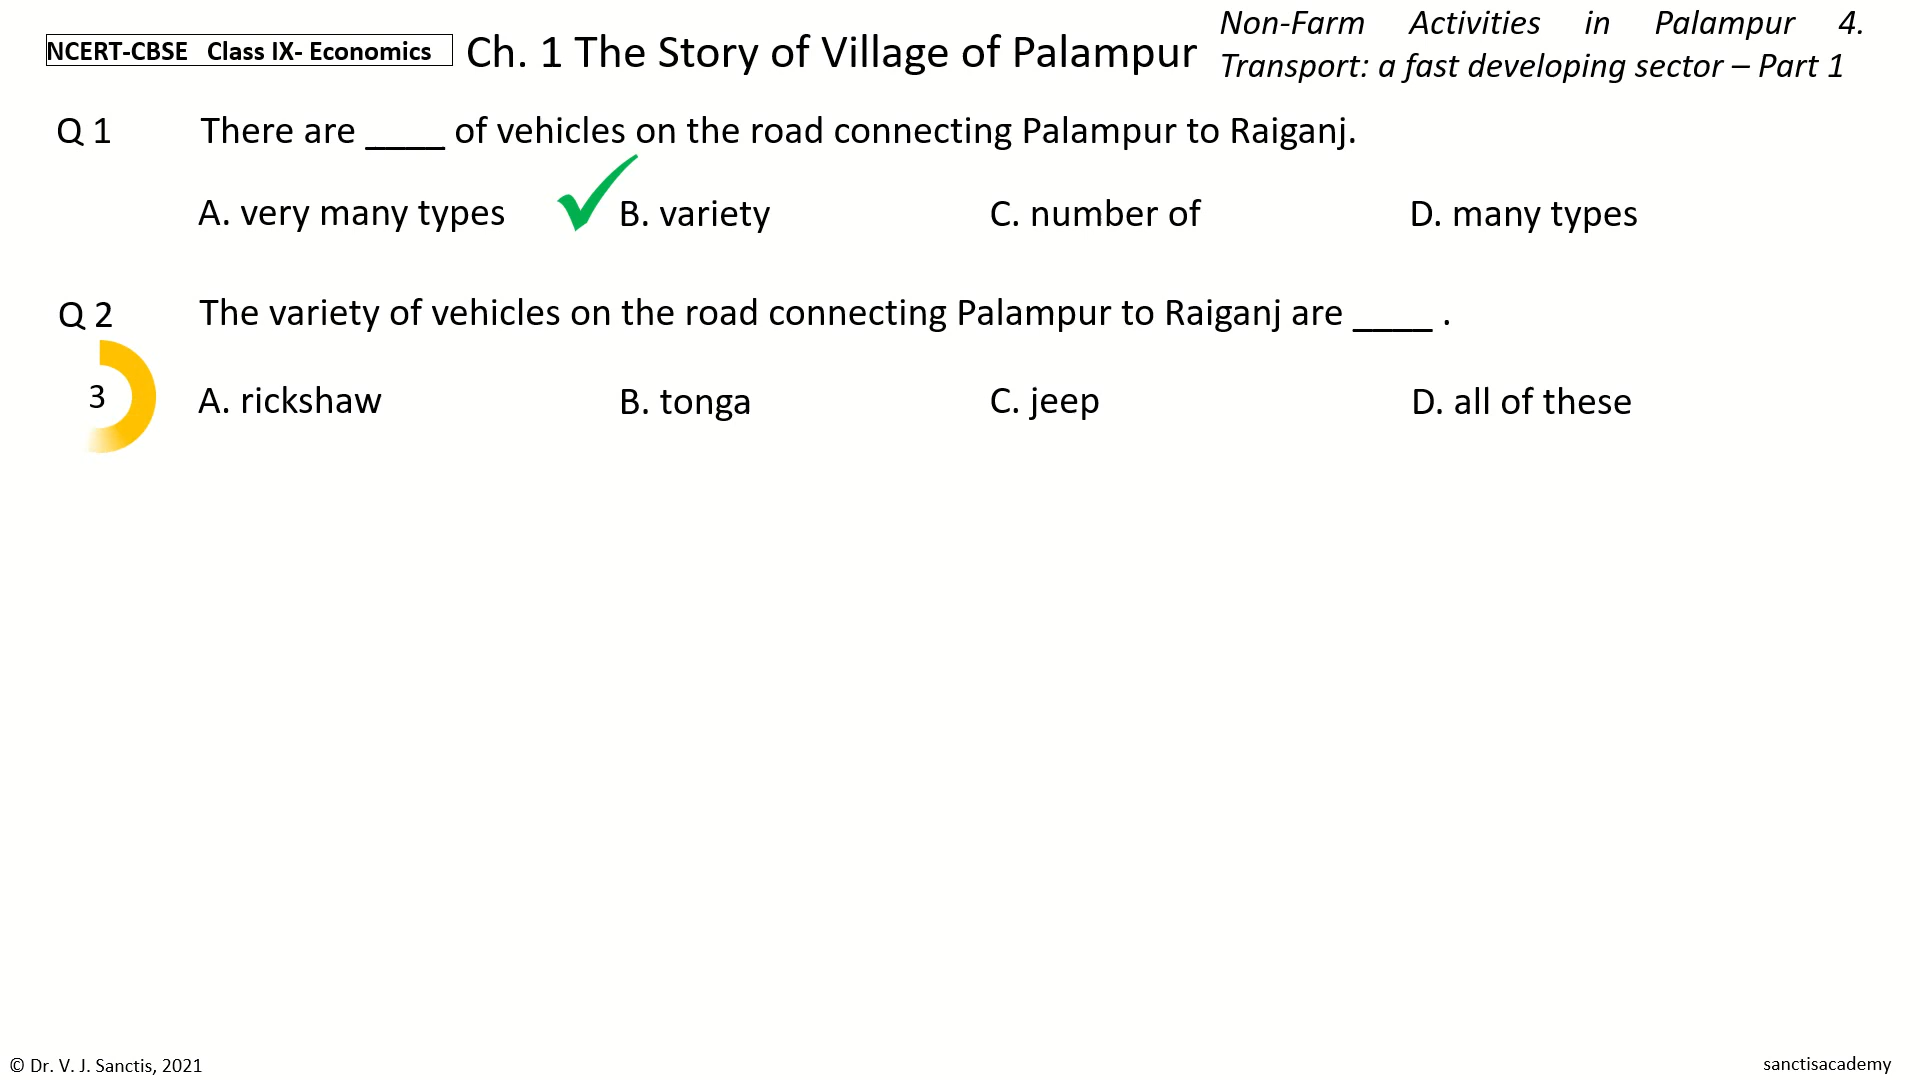 NCERT-CBSE Class IX- Economics
Ch. 1 The Story of Village of Palampur
Non-Farm Activities in Palampur 4.
Transport: a fast developing sector – Part 1
Q 1 There are ____ of vehicles on the road connecting Palampur to Raiganj.
A. very many types B. variety C. number of D. many types
Q 2 The variety of vehicles on the road connecting Palampur to Raiganj are ____ .
3
A. rickshaw B. tonga C. jeep D. all of these
© Dr. V. J. Sanctis, 2021
sanctisacademy